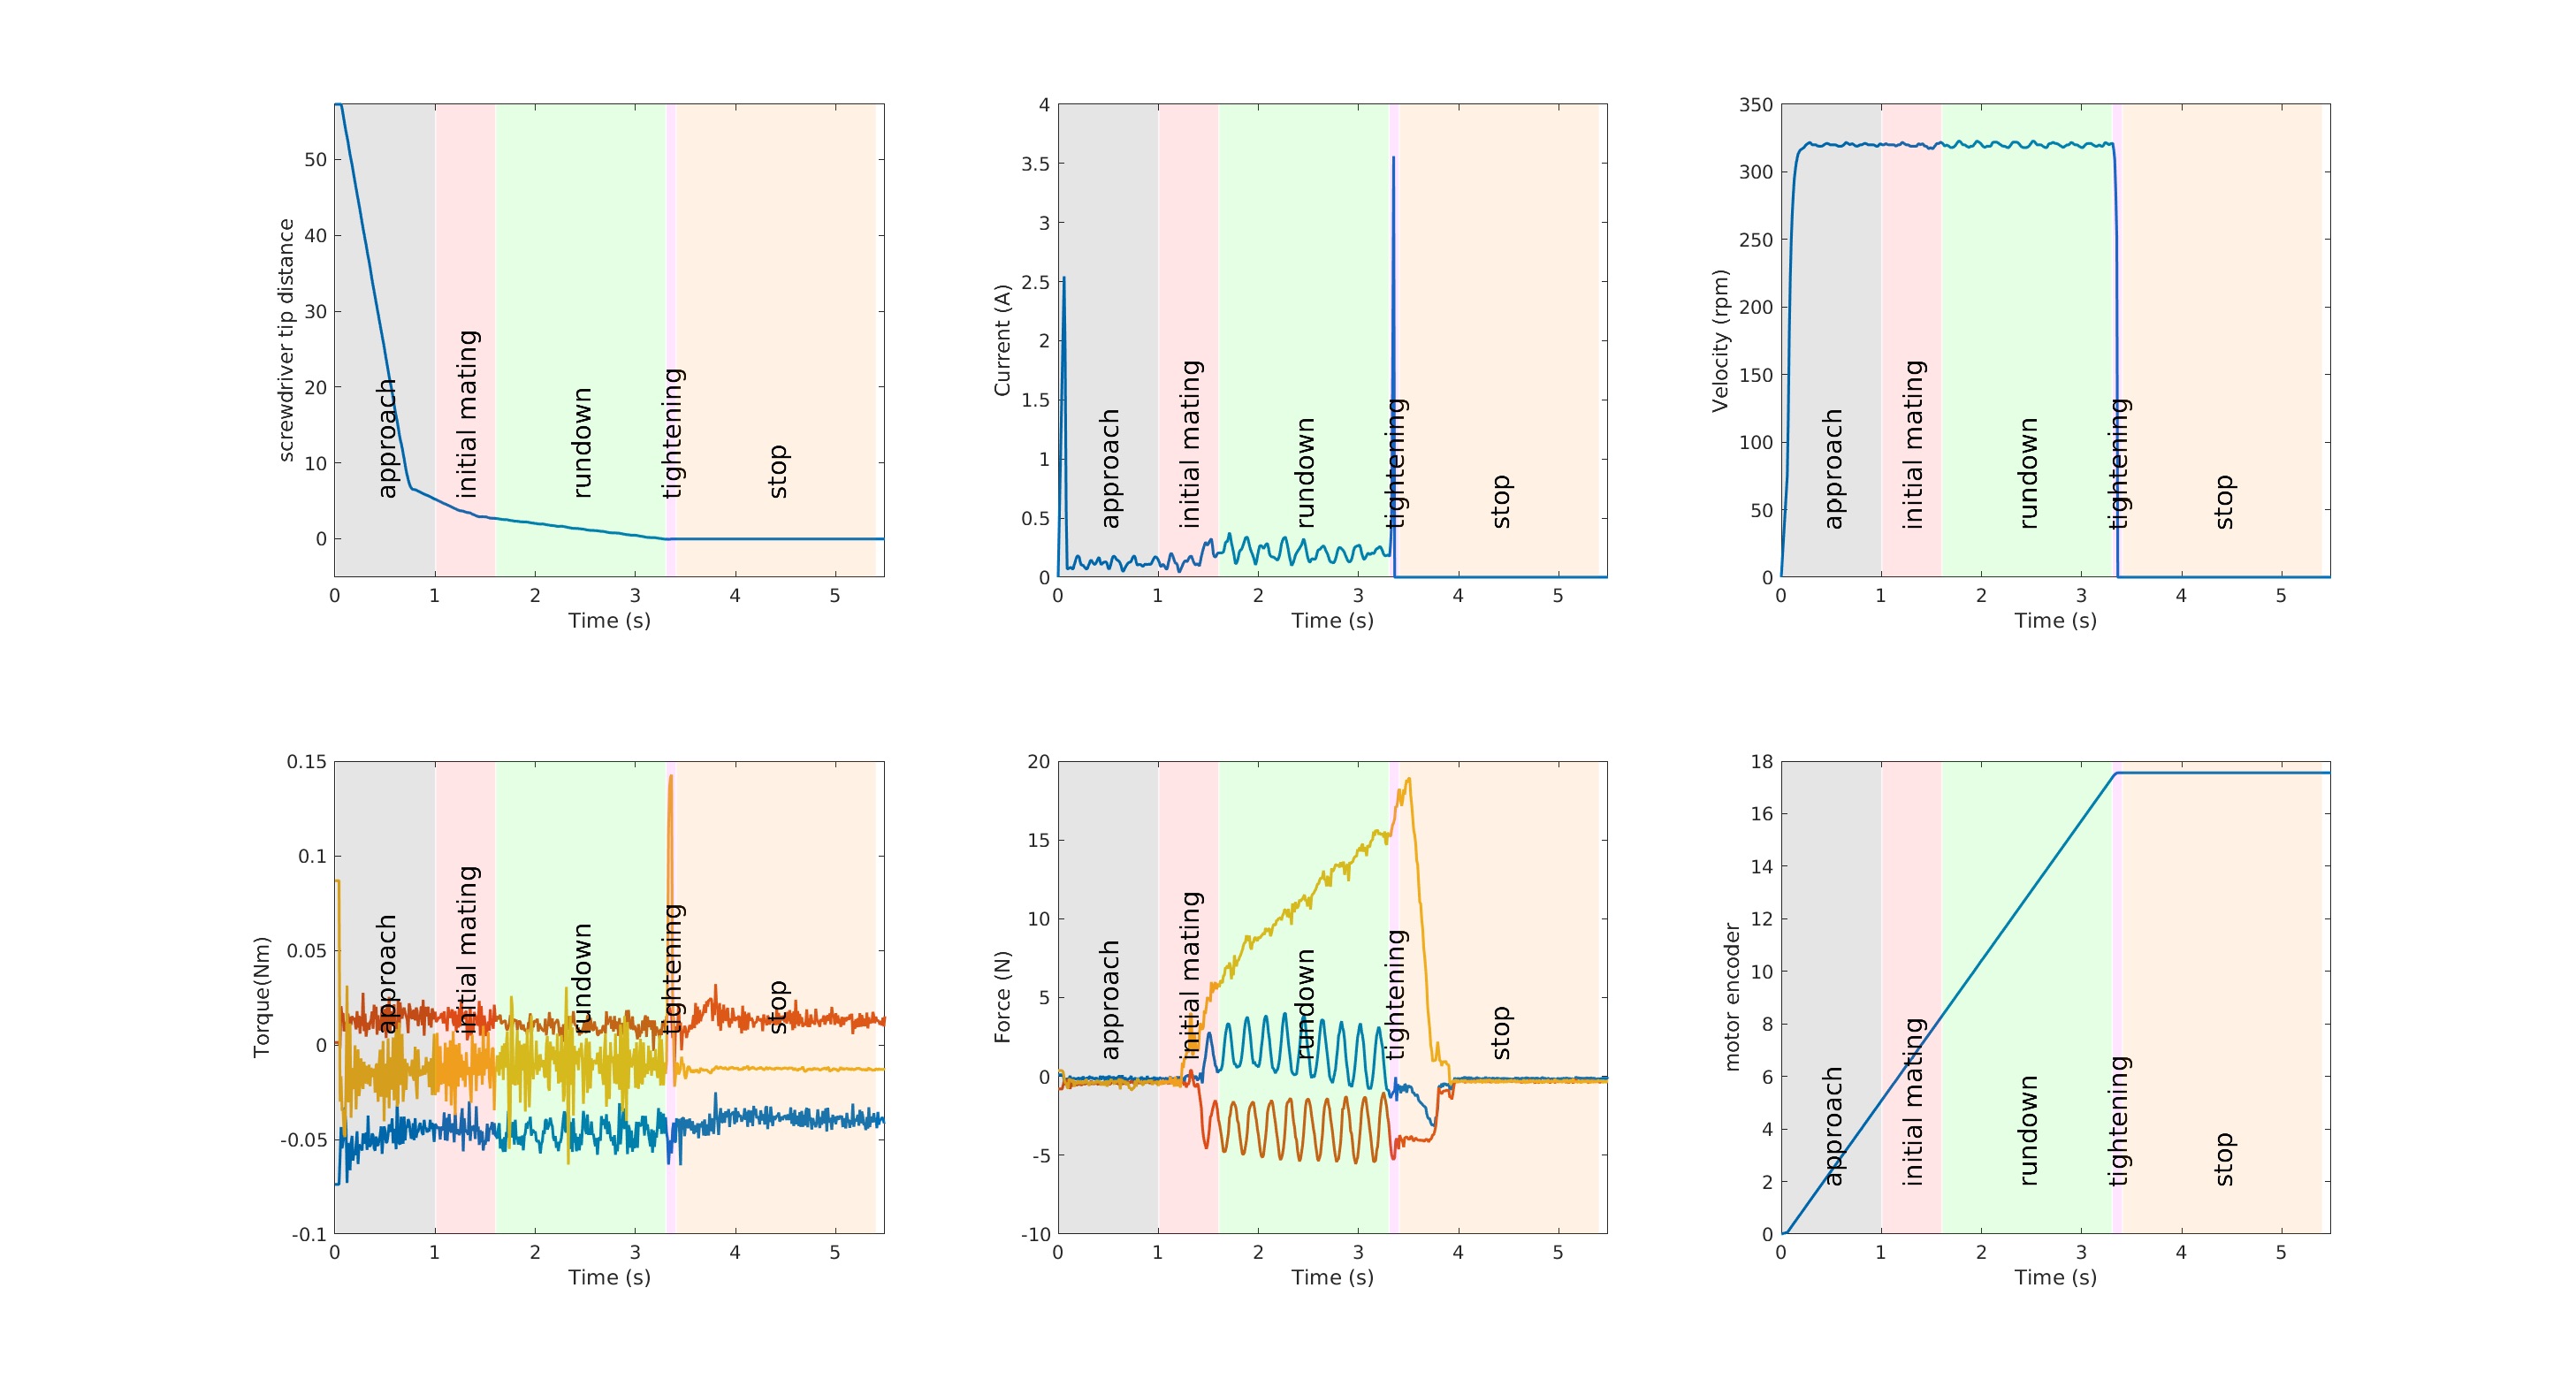 screwdriver tip distance
50
40
30
20
10
0
approach
initial mating
rundown
tightening
stop
0 1 2 3 4 5
Time (s)
Current (A)
4
3.5
3
2.5
2
1.5
1
0.5
0
approach
initial mating
rundown
tightening
stop
0 1 2 3 4 5
Time (s)
Velocity (rpm)
350
300
250
200
150
100
50
0
approach
initial mating
rundown
tightening
stop
0 1 2 3 4 5
Time (s)
Torque(Nm)
0.15
0.1
0.05
0
-0.05
-0.1
approach
initial mating
rundown
tightening
stop
0 1 2 3 4 5
Time (s)
Force (N)
20
15
10
5
0
-5
-10
approach
initial mating
rundown
tightening
stop
0 1 2 3 4 5
Time (s)
motor encoder
18
16
14
12
10
8
6
4
2
0
approach
initial mating
rundown
tightening
stop
0 1 2 3 4 5
Time (s)